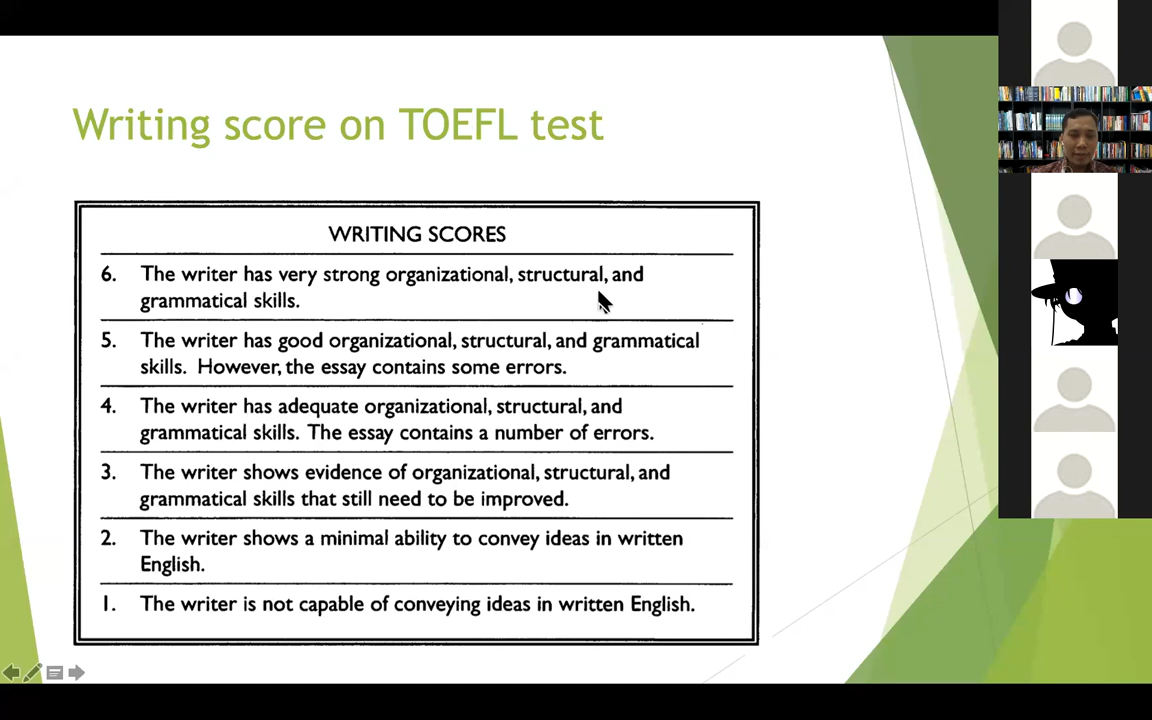 Writing score on TOEFL test
WRITING SCORES
6. The writer has very strong organizational, structural, and
grammatical skills.
5. The writer has good organizational, structural, and grammatical
skills. However, the essay contains some errors.
4. The writer has adequate organizational, structural, and
grammatical skills. The essay contains a number of errors.
3. The writer shows evidence of organizational, structural, and
grammatical skills that still need to be improved.
2. The writer shows a minimal ability to convey ideas in written
English.
1. The writer is not capable of conveying ideas in written English.